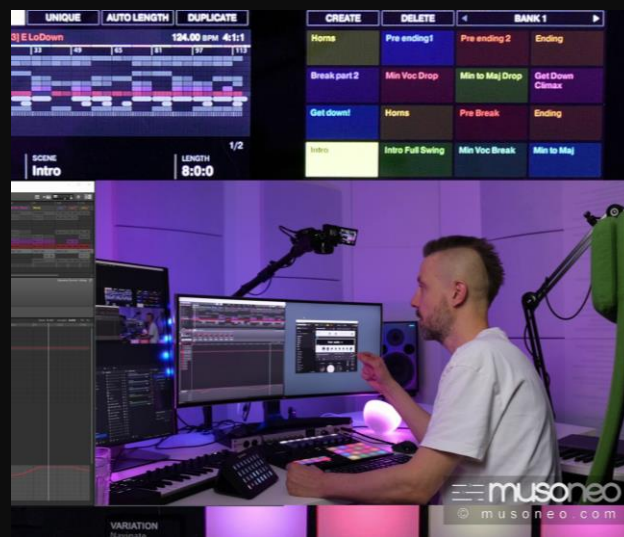 UNIQUE AUTO LENGTH DUPLICATE
3] E LoDown 124.00 BPM 4:1:1
33 49 65 81 97 113
1/2
SCENE LENGTH
Intro 8:0:0
CREATE DELETE BANK 1
Horns Pre ending1 Pre ending 2 Ending
Break part 2 Min Voc Drop Min to Maj Drop Get Down Climax
Get down! Horns Pre Break Ending
Intro Intro Full Swing Min Voc Break Min to Maj
musoneo
© musoneo.com
VARIATION
Navigate